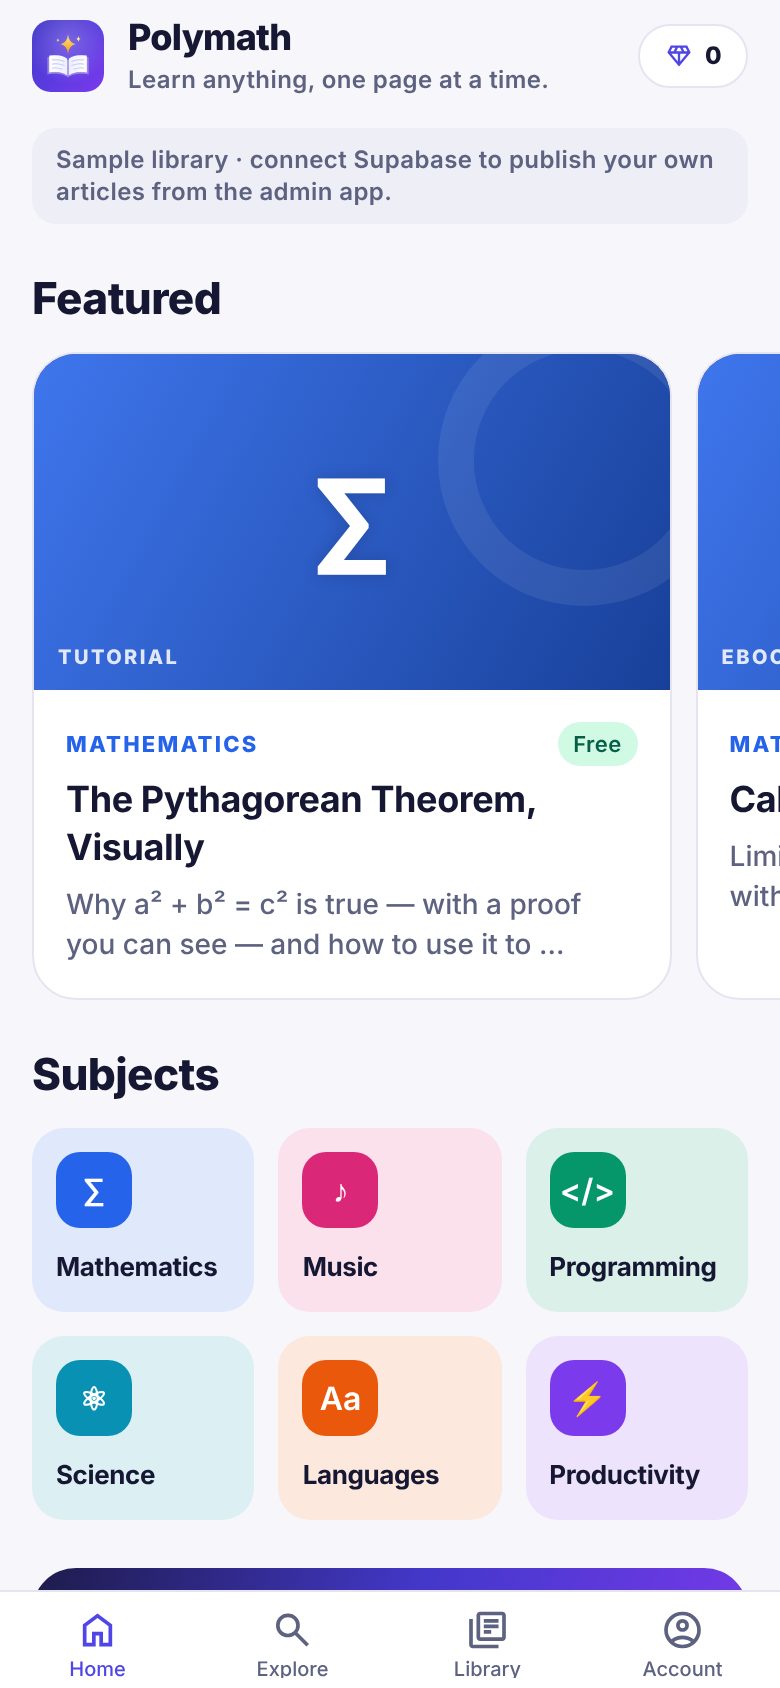 Polymath
Learn anything, one page at a time.
0
Sample library · connect Supabase to publish your own
articles from the admin app.
Featured
Σ
TUTORIAL
MATHEMATICS
Free
The Pythagorean Theorem,
Visually
Why a² + b² = c² is true — with a proof
you can see — and how to use it to ...
Subjects
Σ
Mathematics
♪
Music
</>
Programming
⚛
Science
Aa
Languages
⚡
Productivity
Home
Explore
Library
Account